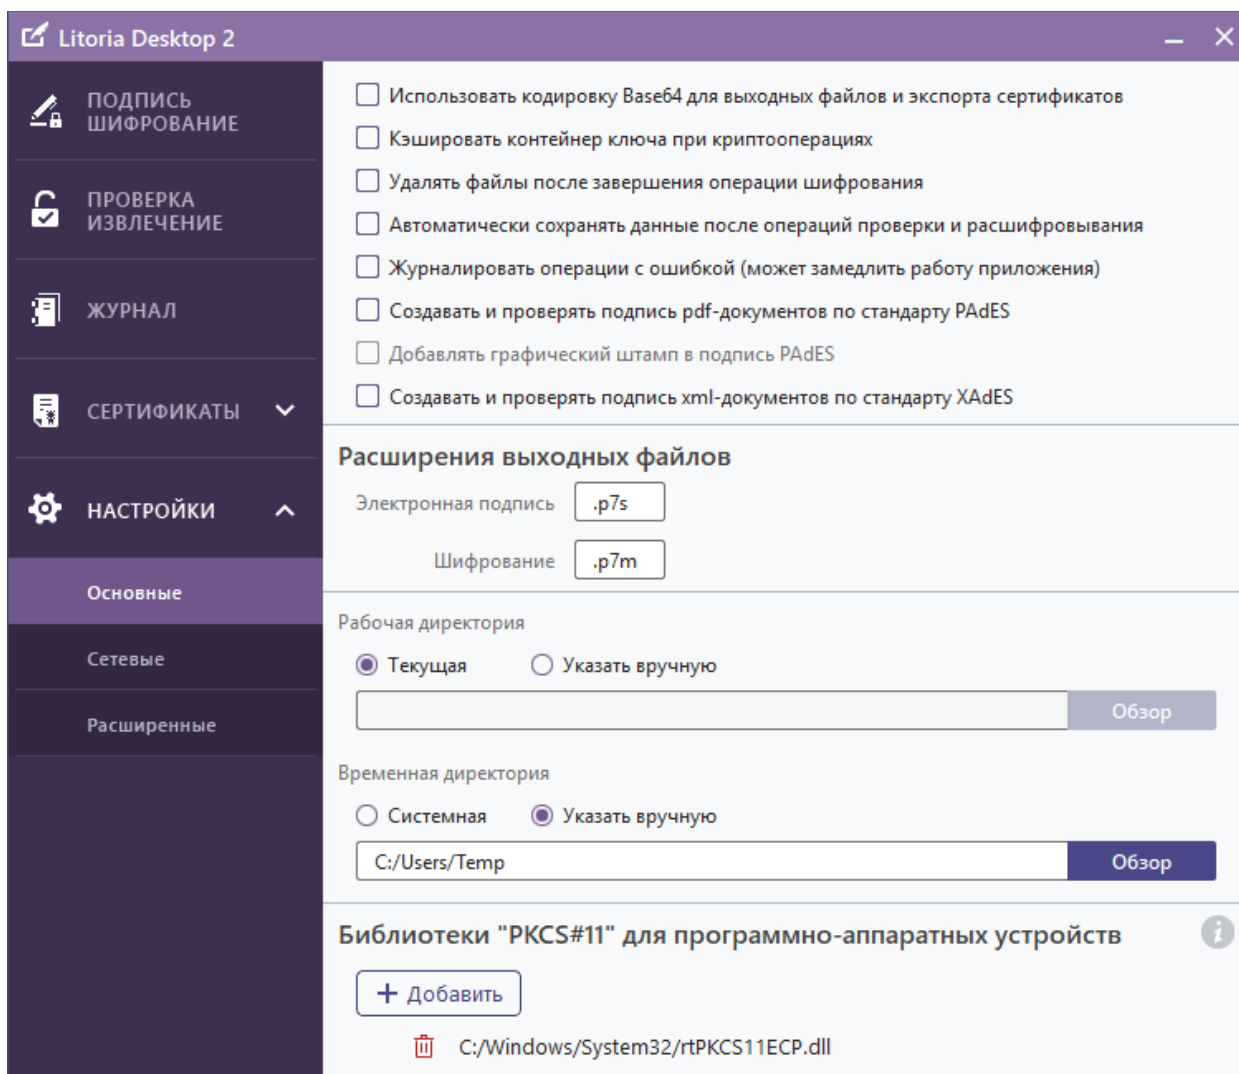 Litoria Desktop 2
ПОДПИСЬ
ШИФРОВАНИЕ
ПРОВЕРКА
ИЗВЛЕЧЕНИЕ
ЖУРНАЛ
СЕРТИФИКАТЫ
НАСТРОЙКИ
Основные
Сетевые
Расширенные
Использовать кодировку Base64 для выходных файлов и экспорта сертификатов
Кэшировать контейнер ключа при криптооперациях
Удалять файлы после завершения операции шифрования
Автоматически сохранять данные после операций проверки и расшифровывания
Журналировать операции с ошибкой (может замедлить работу приложения)
Создавать и проверять подпись pdf-документов по стандарту PAdES
Добавлять графический штамп в подпись PAdES
Создавать и проверять подпись xml-документов по стандарту XAdES
Расширения выходных файлов
Электронная подпись .p7s
Шифрование .p7m
Рабочая директория
Текущая Указать вручную
Обзор
Временная директория
Системная Указать вручную
C:/Users/Temp Обзор
Библиотеки "PKCS#11" для программно-аппаратных устройств
+ Добавить
C:/Windows/System32/rtPKCS11ECP.dll